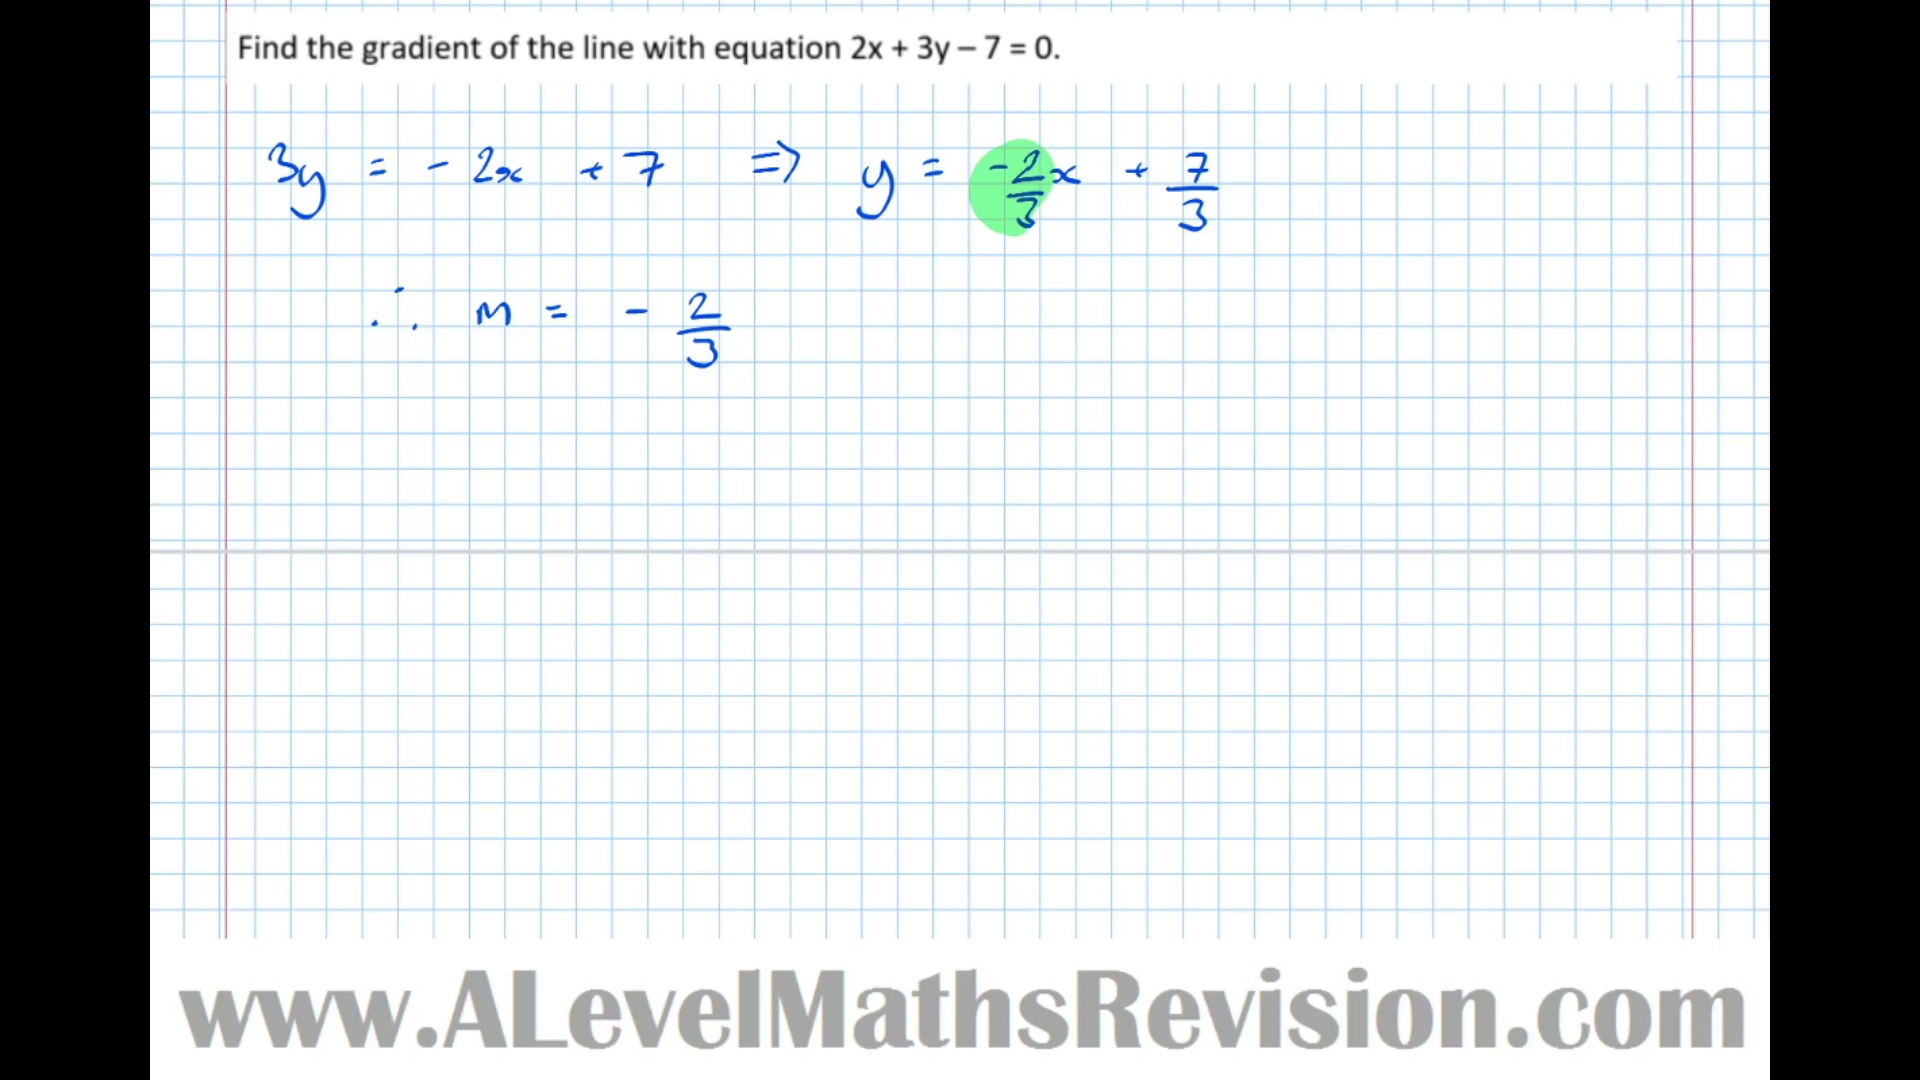 Find the gradient of the line with equation 2x + 3y – 7 = 0.
3y = - 2x + 7 ⇒ y = -2/3 x + 7/3
∴ m = - 2/3
www.ALevelMathsRevision.com